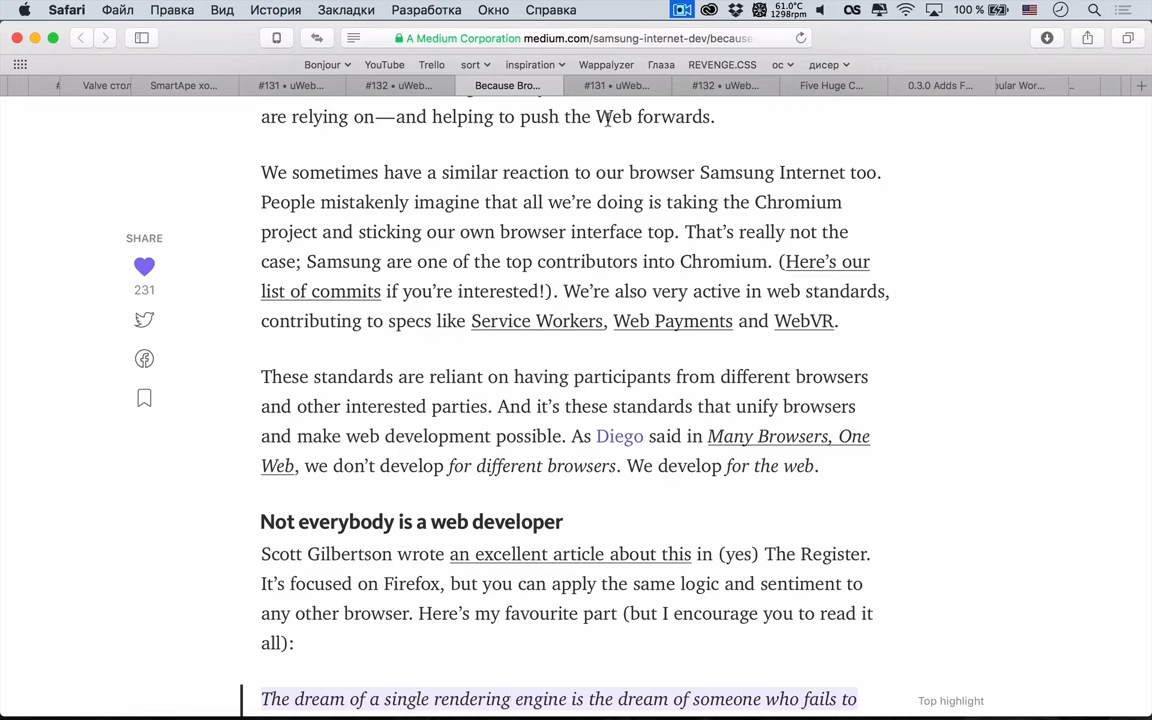 Safari Файл Правка Вид История Закладки Разработка Окно Справка 61.0°C 1298rpm OS 100 %
A Medium Corporation medium.com/samsung-internet-dev/because-
Bonjour YouTube Trello sort inspiration Wappalyzer Глаза REVENGE.CSS ос дисер
Valve стол SmartApe хо... #131 • uWeb... #132 • uWeb... Because Bro... #131 • uWeb... #132 • uWeb... Five Huge C... 0.3.0 Adds F... pular Wor...
are relying on—and helping to push the Web forwards.
We sometimes have a similar reaction to our browser Samsung Internet too.
People mistakenly imagine that all we’re doing is taking the Chromium
project and sticking our own browser interface top. That’s really not the
case; Samsung are one of the top contributors into Chromium. (Here’s our
list of commits if you’re interested!). We’re also very active in web standards,
contributing to specs like Service Workers, Web Payments and WebVR.
SHARE
231
These standards are reliant on having participants from different browsers
and other interested parties. And it’s these standards that unify browsers
and make web development possible. As Diego said in Many Browsers, One
Web, we don’t develop for different browsers. We develop for the web.
Not everybody is a web developer
Scott Gilbertson wrote an excellent article about this in (yes) The Register.
It’s focused on Firefox, but you can apply the same logic and sentiment to
any other browser. Here’s my favourite part (but I encourage you to read it
all):
The dream of a single rendering engine is the dream of someone who fails to
Top highlight